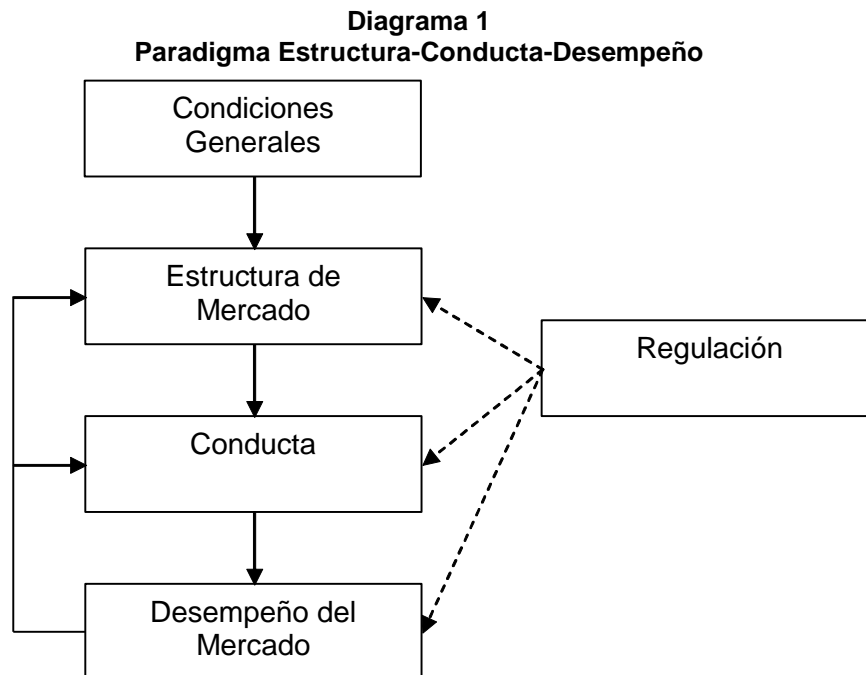 Diagrama 1
Paradigma Estructura-Conducta-Desempeño
Condiciones
Generales
Estructura de
Mercado
Regulación
Conducta
Desempeño del
Mercado